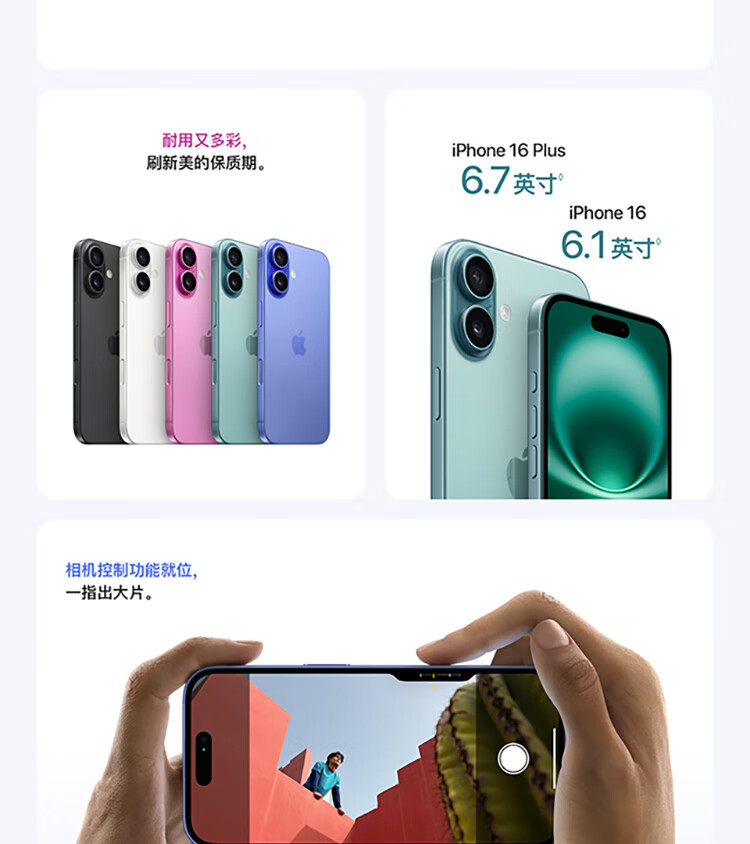 耐用又多彩，
刷新美的保质期。
iPhone 16 Plus
6.7英寸◊
iPhone 16
6.1英寸◊
相机控制功能就位，
一指出大片。